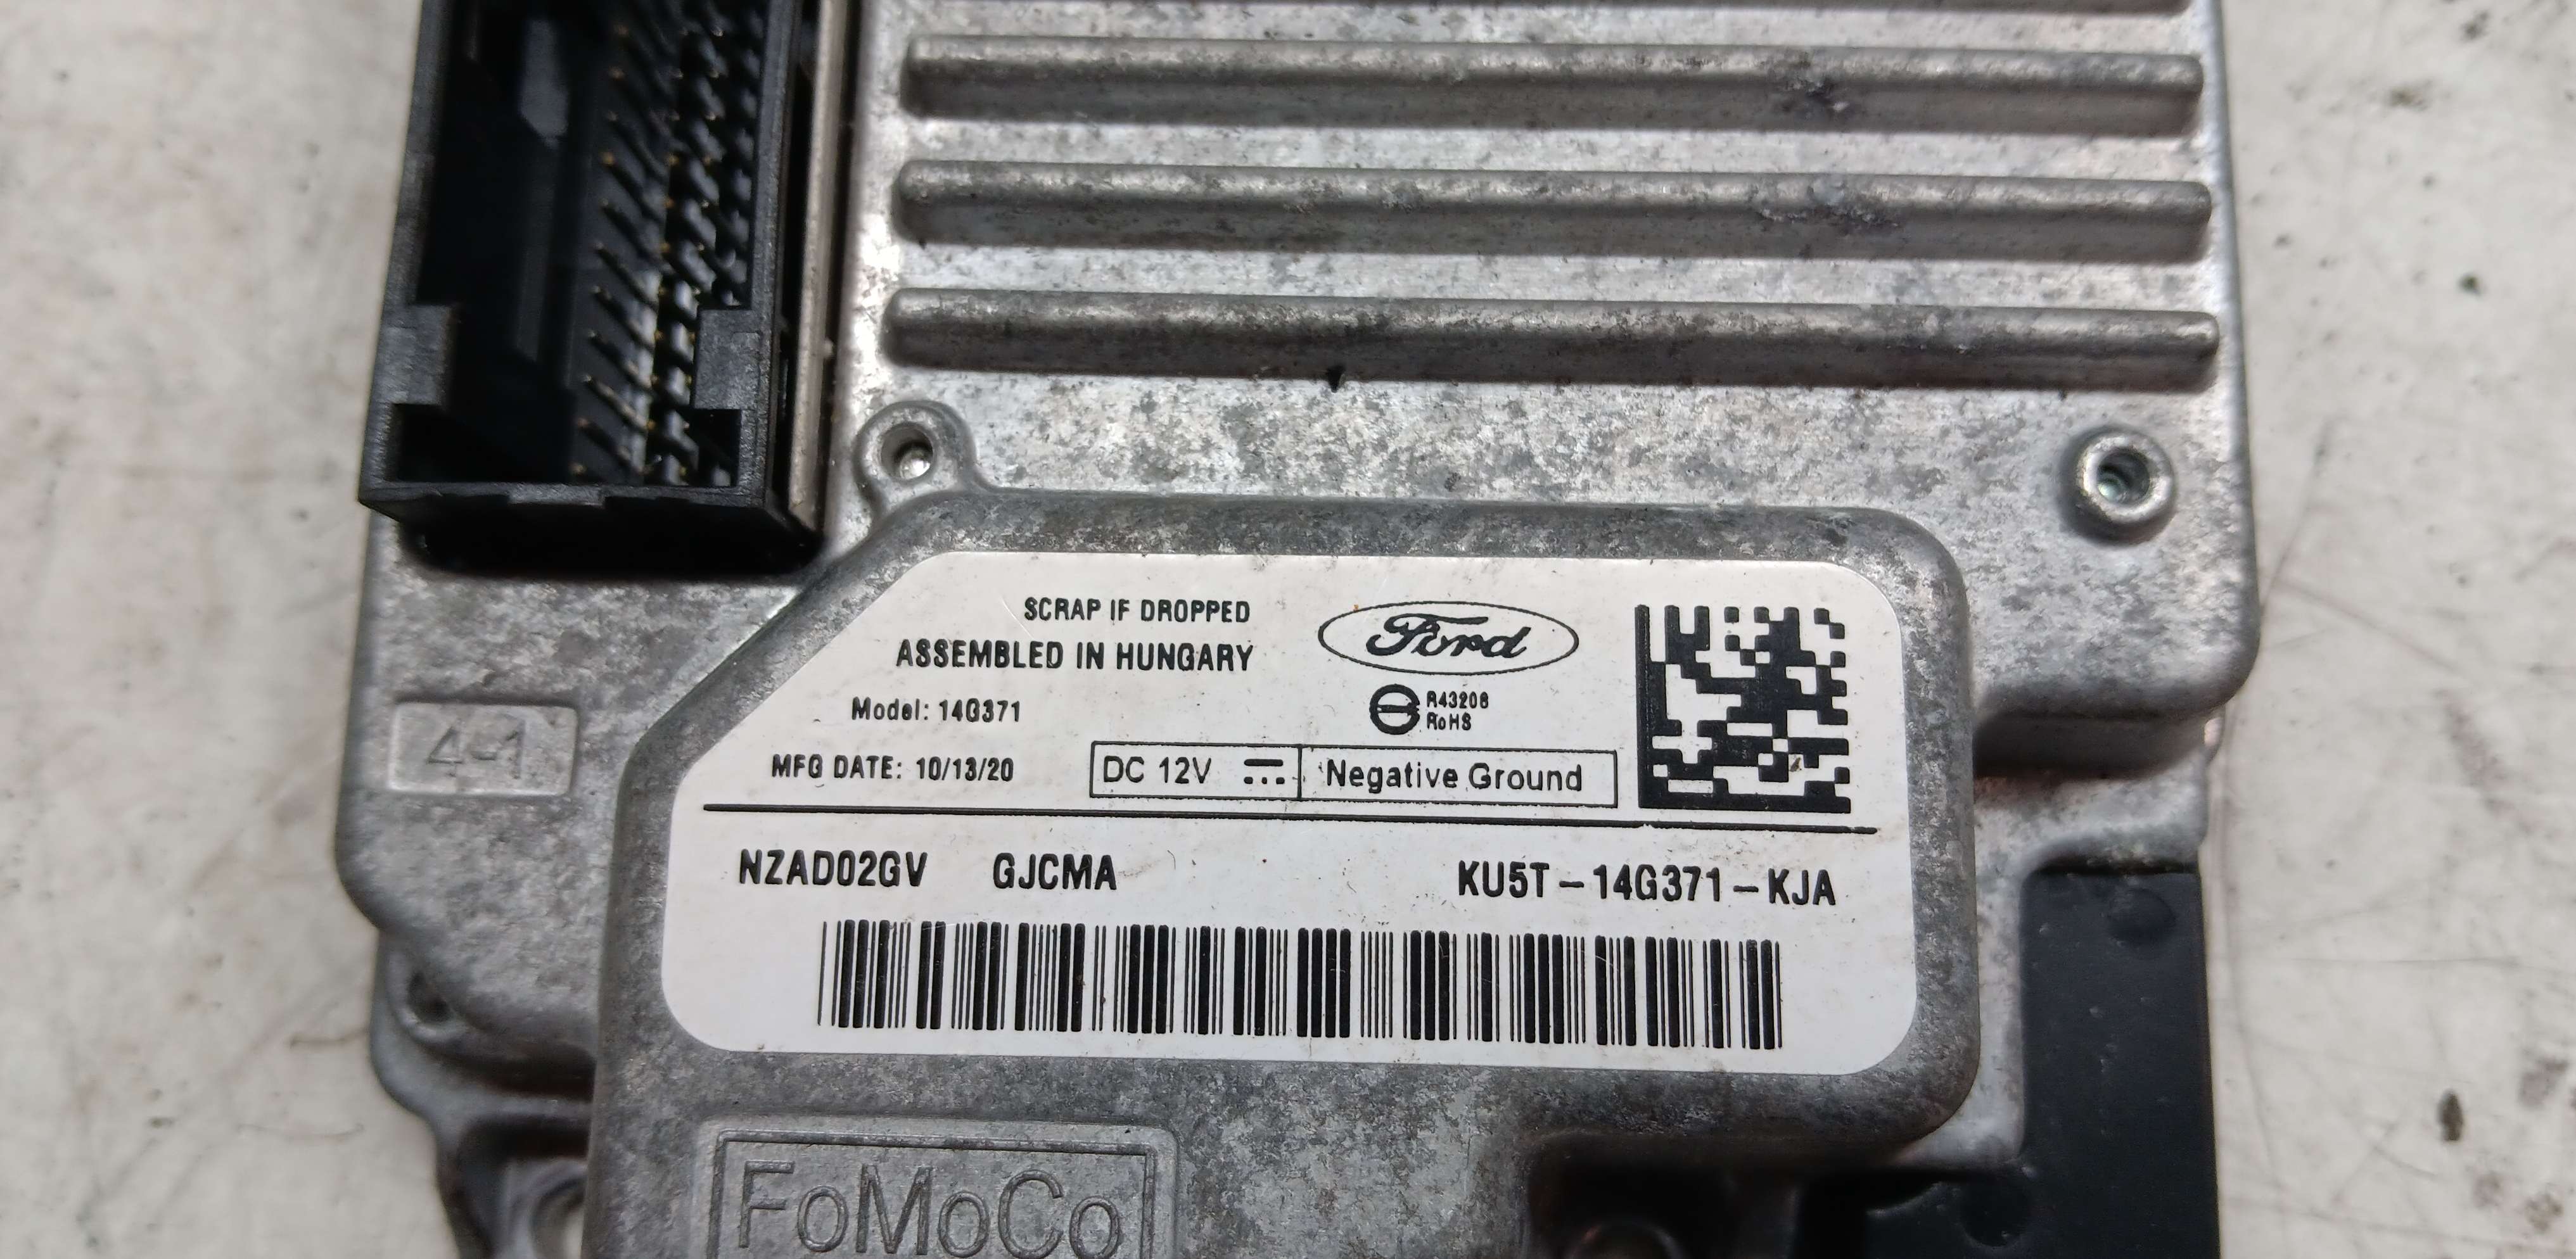 SCRAP IF DROPPED
ASSEMBLED IN HUNGARY
Ford
Model: 14G371
R43208
RoHS
MFG DATE: 10/13/20
DC 12V
Negative Ground
4-1
NZAD02GV GJCMA KU5T-14G371-KJA
FoMoCo